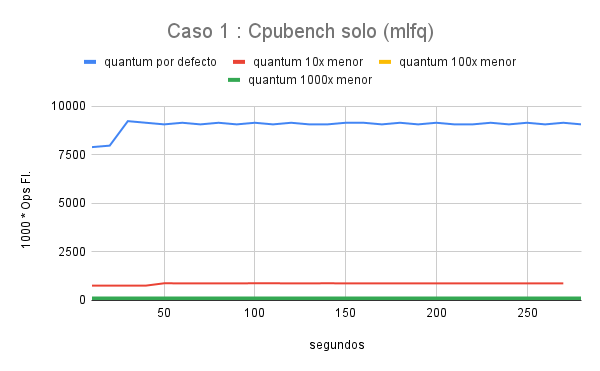 Caso 1 : Cpubench solo (mlfq)
quantum por defecto quantum 10x menor quantum 100x menor
quantum 1000x menor
10000
7500
5000
2500
0
1000 * Ops Fl.
50 100 150 200 250
segundos